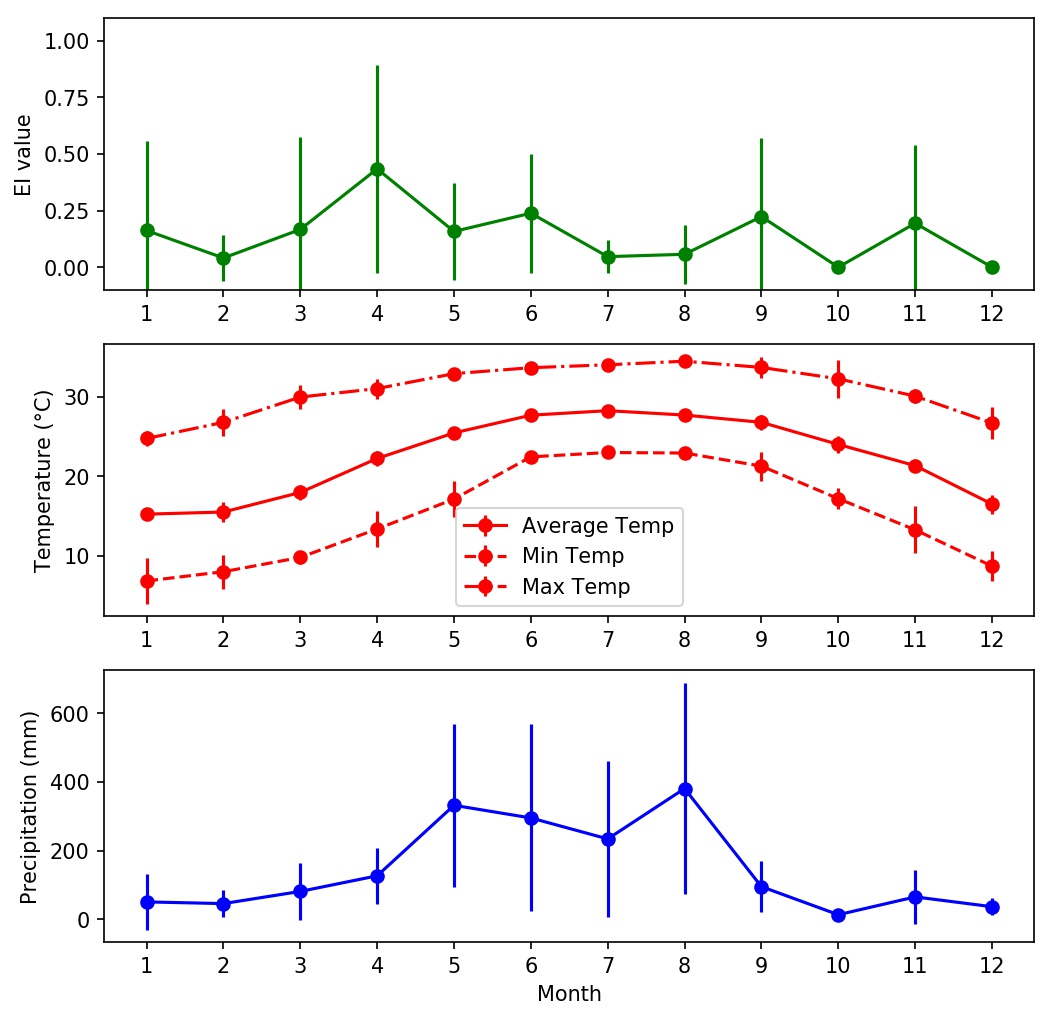 EI value
1.00
0.75
0.50
0.25
0.00
1 2 3 4 5 6 7 8 9 10 11 12
Temperature (°C)
30
20
10
Average Temp
Min Temp
Max Temp
1 2 3 4 5 6 7 8 9 10 11 12
Precipitation (mm)
600
400
200
0
1 2 3 4 5 6 7 8 9 10 11 12
Month